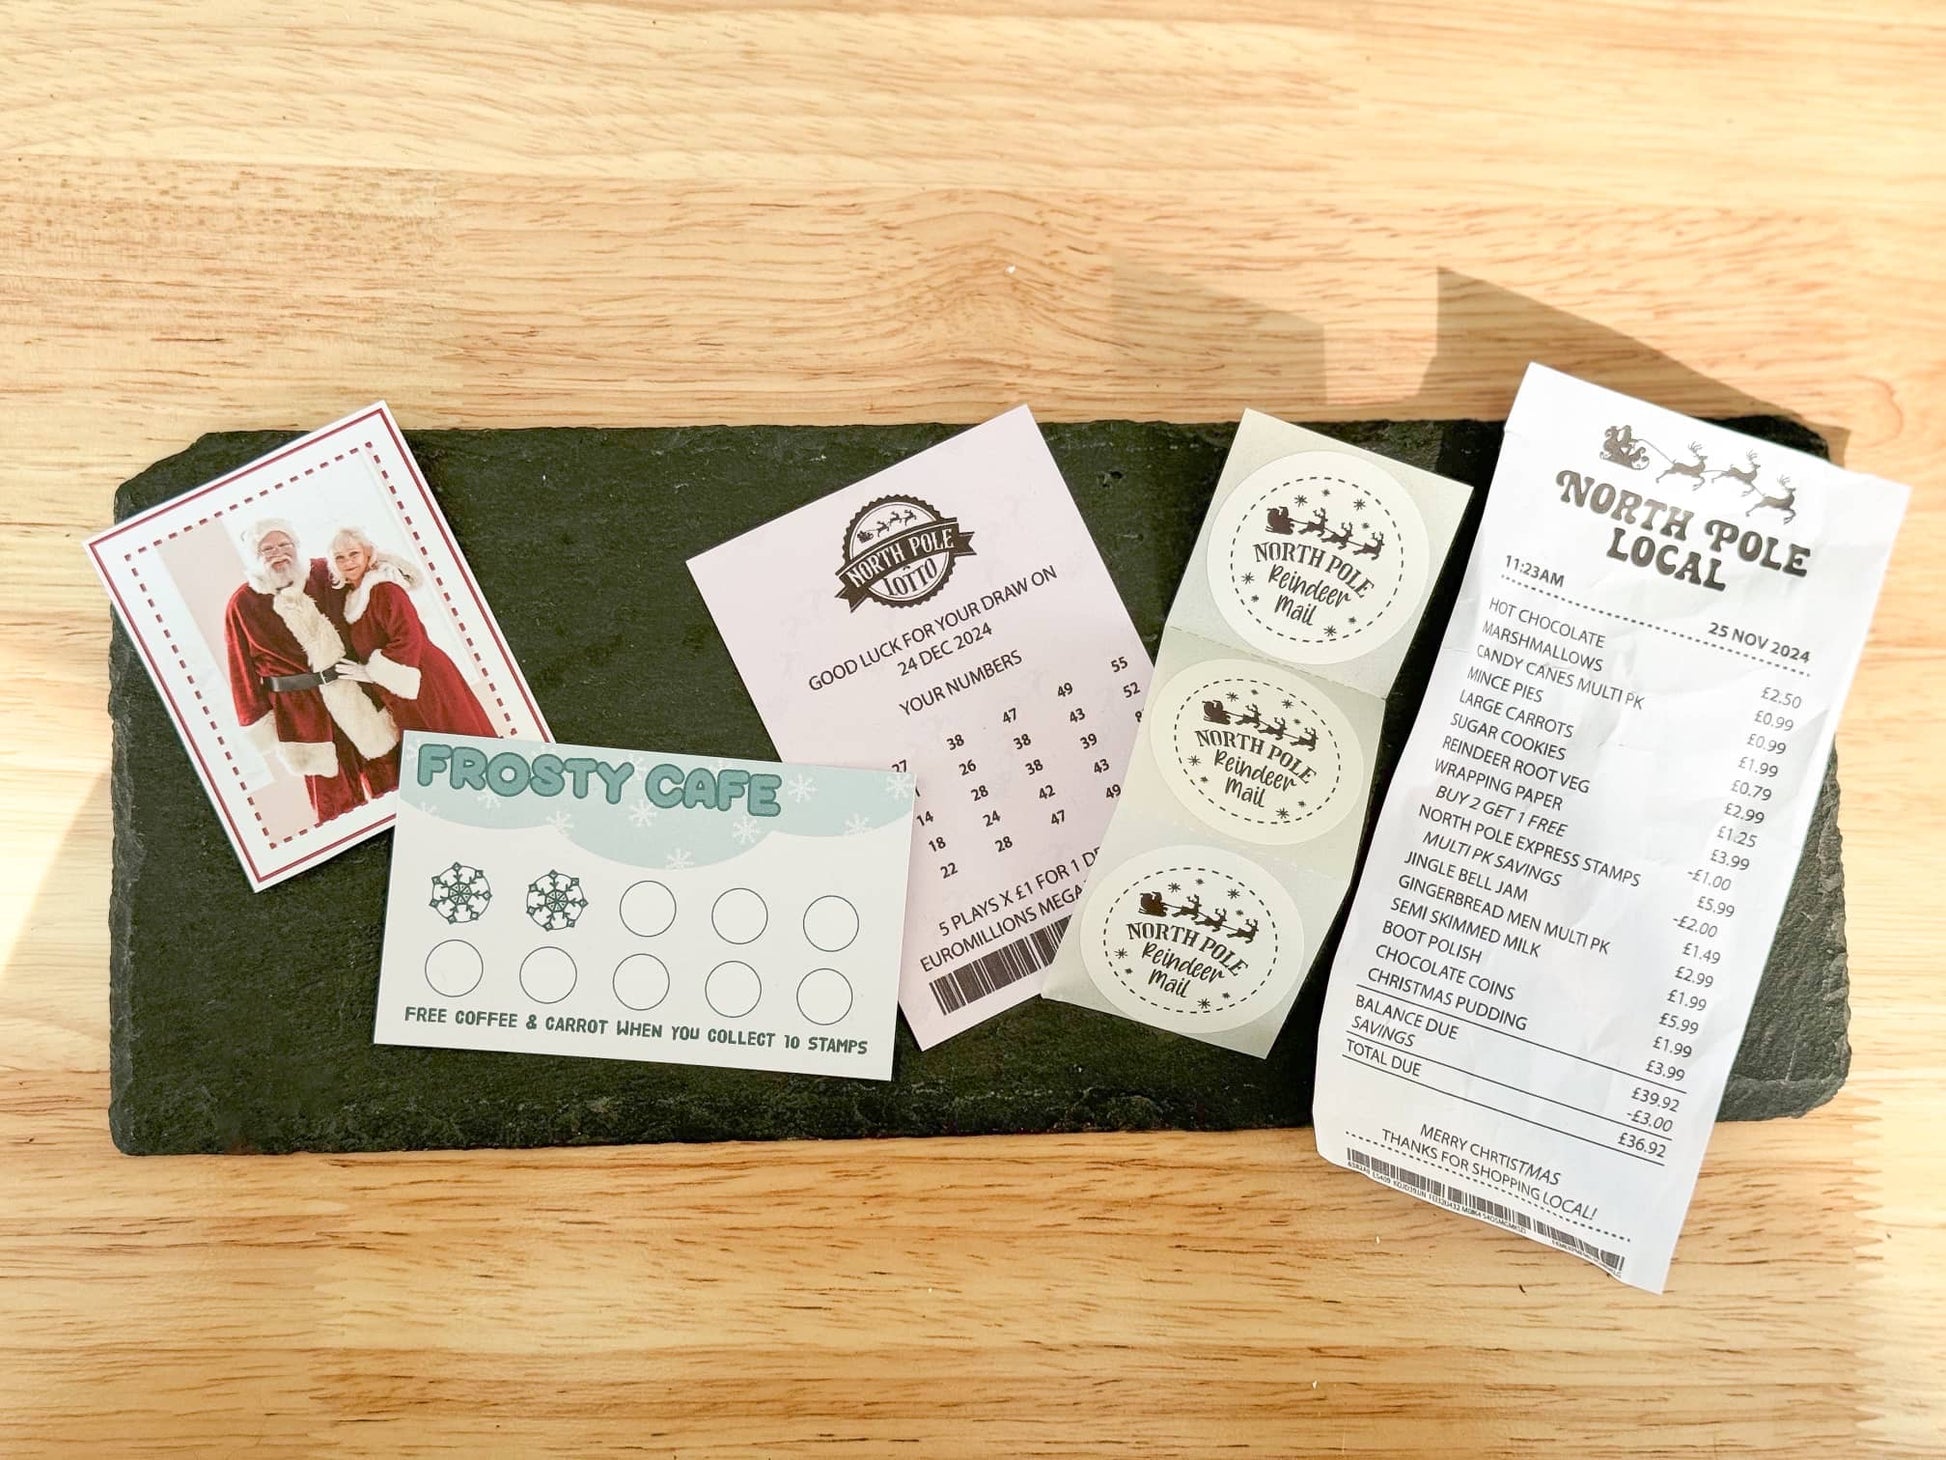 FROSTY CAFE
FREE COFFEE & CARROT WHEN YOU COLLECT 10 STAMPS
NORTH POLE
LOTTO
GOOD LUCK FOR YOUR DRAW ON
24 DEC 2024
YOUR NUMBERS
27 38 47 49 55
26 38 43 52
14 28 38 39
18 24 42 43
22 28 47 49
5 PLAYS X £1 FOR 1
EUROMILLIONS MEGA
NORTH POLE
Reindeer
Mail
NORTH POLE
Reindeer
Mail
NORTH POLE
Reindeer
Mail
NORTH POLE
LOCAL
11:23AM 25 NOV 2024
HOT CHOCOLATE £2.50
MARSHMALLOWS £0.99
CANDY CANES MULTI PK £0.99
MINCE PIES £1.99
LARGE CARROTS £0.79
SUGAR COOKIES £2.99
REINDEER ROOT VEG £1.25
WRAPPING PAPER £3.99
BUY 2 GET 1 FREE -£1.00
NORTH POLE EXPRESS STAMPS £5.99
MULTI PK SAVINGS -£2.00
JINGLE BELL JAM £1.49
GINGERBREAD MEN MULTI PK £2.99
SEMI SKIMMED MILK £1.99
BOOT POLISH £5.99
CHOCOLATE COINS £1.99
CHRISTMAS PUDDING £3.99
BALANCE DUE £39.92
SAVINGS -£3.00
TOTAL DUE £36.92
MERRY CHRTISTMAS
THANKS FOR SHOPPING LOCAL!